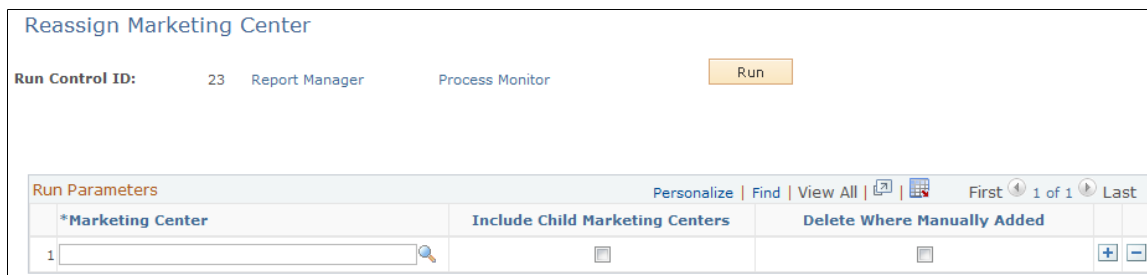 Reassign Marketing Center
Run Control ID: 23 Report Manager Process Monitor Run
Run Parameters Personalize | Find | View All | | First 1 of 1 Last
*Marketing Center Include Child Marketing Centers Delete Where Manually Added
1